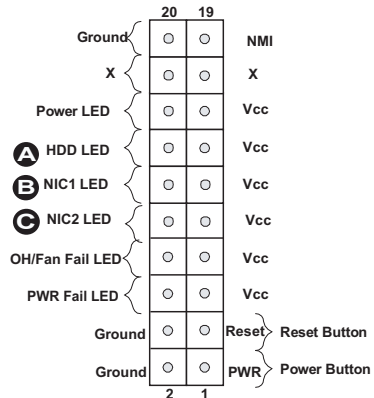 20 19
Ground NMI
X X
Power LED Vcc
A HDD LED Vcc
B NIC1 LED Vcc
C NIC2 LED Vcc
OH/Fan Fail LED Vcc
PWR Fail LED Vcc
Ground Reset Reset Button
Ground PWR Power Button
2 1